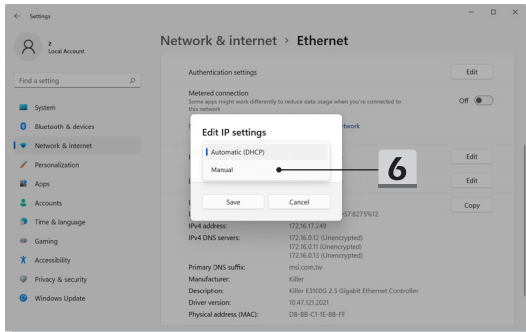 Settings
z
Local Account
Find a setting
System
Bluetooth & devices
Network & internet
Personalization
Apps
Accounts
Time & language
Gaming
Accessibility
Privacy & security
Windows Update
Network & internet > Ethernet
Authentication settings
Edit
Metered connection
Some apps might work differently to reduce data usage when you're connected to
this network
Off
twork
Edit IP settings
Automatic (DHCP)
Manual
6
Save
Cancel
Edit
Edit
Copy
e57:8275%12
IPv4 address: 172.16.17.249
IPv4 DNS servers: 172.16.0.12 (Unencrypted)
172.16.0.11 (Unencrypted)
172.16.0.13 (Unencrypted)
Primary DNS suffix: msi.com.tw
Manufacturer: Killer
Description: Killer E3100G 2.5 Gigabit Ethernet Controller
Driver version: 10.47.121.2021
Physical address (MAC): D8-BB-C1-1E-88-FF